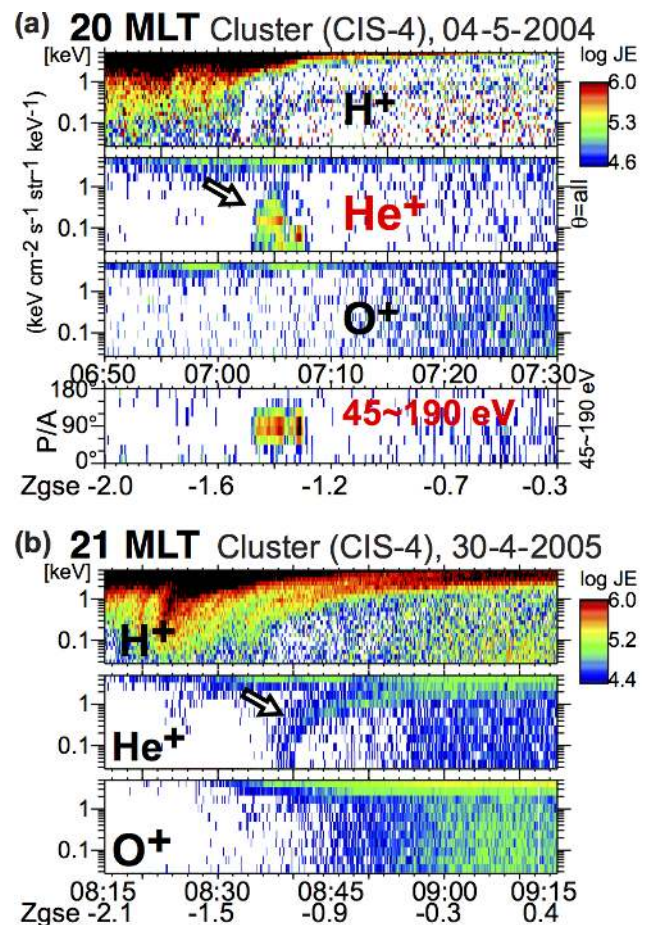 (a) 20 MLT Cluster (CIS-4), 04-5-2004
[keV]
log JE
1
0.1
H+
6.0
5.3
4.6
(keV cm-2 s-1 str-1 keV-1)
1
0.1
He+
θ=all
1
0.1
O+
06:50 07:00 07:10 07:20 07:30
P/A
180°
90°
0°
45~190 eV
45~190 eV
Zgse -2.0 -1.6 -1.2 -0.7 -0.3
(b) 21 MLT Cluster (CIS-4), 30-4-2005
[keV]
log JE
1
0.1
H+
6.0
5.3
4.4
1
0.1
He+
1
0.1
O+
08:15 08:30 08:45 09:00 09:15
Zgse -2.1 -1.5 -0.9 -0.3 0.4